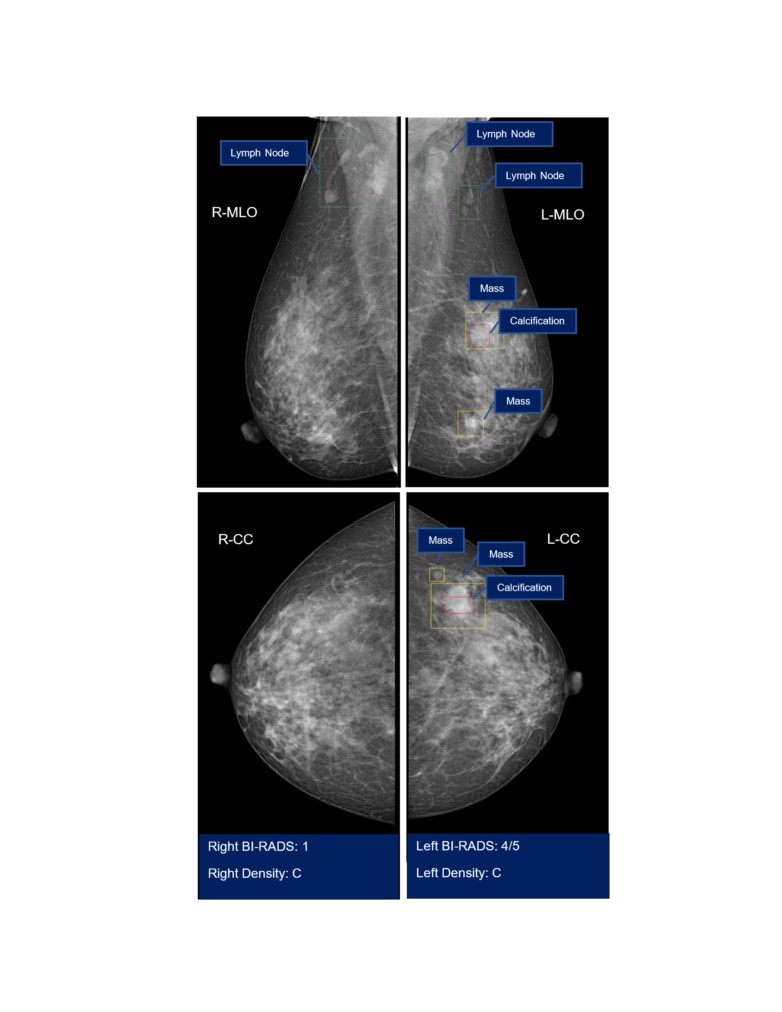 Lymph Node
Lymph Node
Lymph Node
R-MLO
L-MLO
Mass
Calcification
Mass
R-CC
Mass
L-CC
Mass
Calcification
Right BI-RADS: 1
Right Density: C
Left BI-RADS: 4/5
Left Density: C